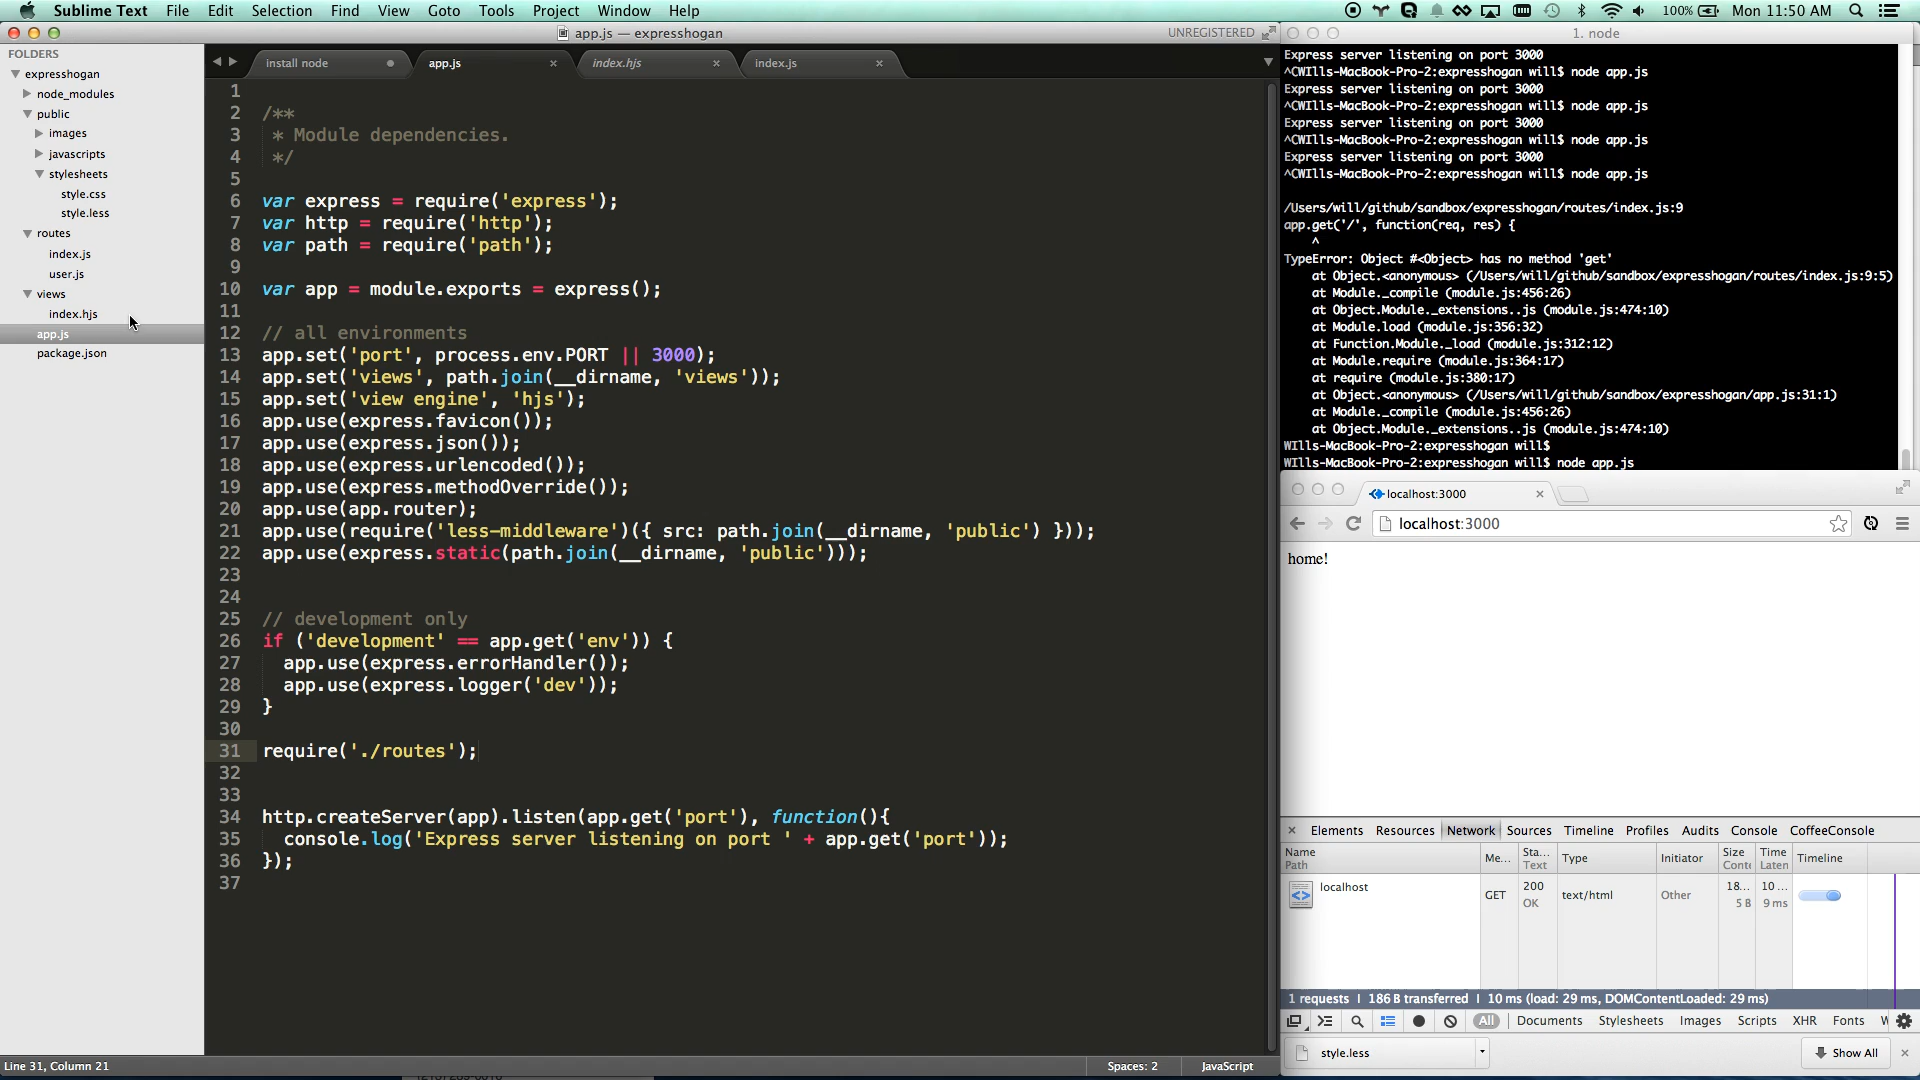 Sublime Text File Edit Selection Find View Goto Tools Project Window Help
100% Mon 11:50 AM
app.js — expresshogan
UNREGISTERED
1. node
FOLDERS
expresshogan
node_modules
public
images
javascripts
stylesheets
style.css
style.less
routes
index.js
user.js
views
index.hjs
app.js
package.json
install node
app.js
index.hjs
index.js
1
2 /**
3 * Module dependencies.
4 */
5
6 var express = require('express');
7 var http = require('http');
8 var path = require('path');
9
10 var app = module.exports = express();
11
12 // all environments
13 app.set('port', process.env.PORT || 3000);
14 app.set('views', path.join(__dirname, 'views'));
15 app.set('view engine', 'hjs');
16 app.use(express.favicon());
17 app.use(express.json());
18 app.use(express.urlencoded());
19 app.use(express.methodOverride());
20 app.use(app.router);
21 app.use(require('less-middleware')({ src: path.join(__dirname, 'public') }));
22 app.use(express.static(path.join(__dirname, 'public')));
23
24
25 // development only
26 if ('development' == app.get('env')) {
27 app.use(express.errorHandler());
28 app.use(express.logger('dev'));
29 }
30
31 require('./routes');
32
33
34 http.createServer(app).listen(app.get('port'), function(){
35 console.log('Express server listening on port ' + app.get('port'));
36 });
37
Line 31, Column 21
Spaces: 2
JavaScript
Express server listening on port 3000
^CWIlls-MacBook-Pro-2:expresshogan will$ node app.js
Express server listening on port 3000
^CWIlls-MacBook-Pro-2:expresshogan will$ node app.js
Express server listening on port 3000
^CWIlls-MacBook-Pro-2:expresshogan will$ node app.js
Express server listening on port 3000
^CWIlls-MacBook-Pro-2:expresshogan will$ node app.js
/Users/will/github/sandbox/expresshogan/routes/index.js:9
app.get('/', function(req, res) {
^
TypeError: Object #<Object> has no method 'get'
at Object.<anonymous> (/Users/will/github/sandbox/expresshogan/routes/index.js:9:5)
at Module._compile (module.js:456:26)
at Object.Module._extensions..js (module.js:474:10)
at Module.load (module.js:356:32)
at Function.Module._load (module.js:312:12)
at Module.require (module.js:364:17)
at require (module.js:380:17)
at Object.<anonymous> (/Users/will/github/sandbox/expresshogan/app.js:31:1)
at Module._compile (module.js:456:26)
at Object.Module._extensions..js (module.js:474:10)
WIlls-MacBook-Pro-2:expresshogan will$
WIlls-MacBook-Pro-2:expresshogan will$ node app.js
localhost:3000
localhost:3000
home!
Elements Resources Network Sources Timeline Profiles Audits Console CoffeeConsole
Name Me... Sta... Type Initiator Size Time Timeline
Path Text Conte Laten
localhost GET 200 text/html Other 18... 10 ...
OK 5 B 9 ms
1 requests | 186 B transferred | 10 ms (load: 29 ms, DOMContentLoaded: 29 ms)
All Documents Stylesheets Images Scripts XHR Fonts
style.less
Show All